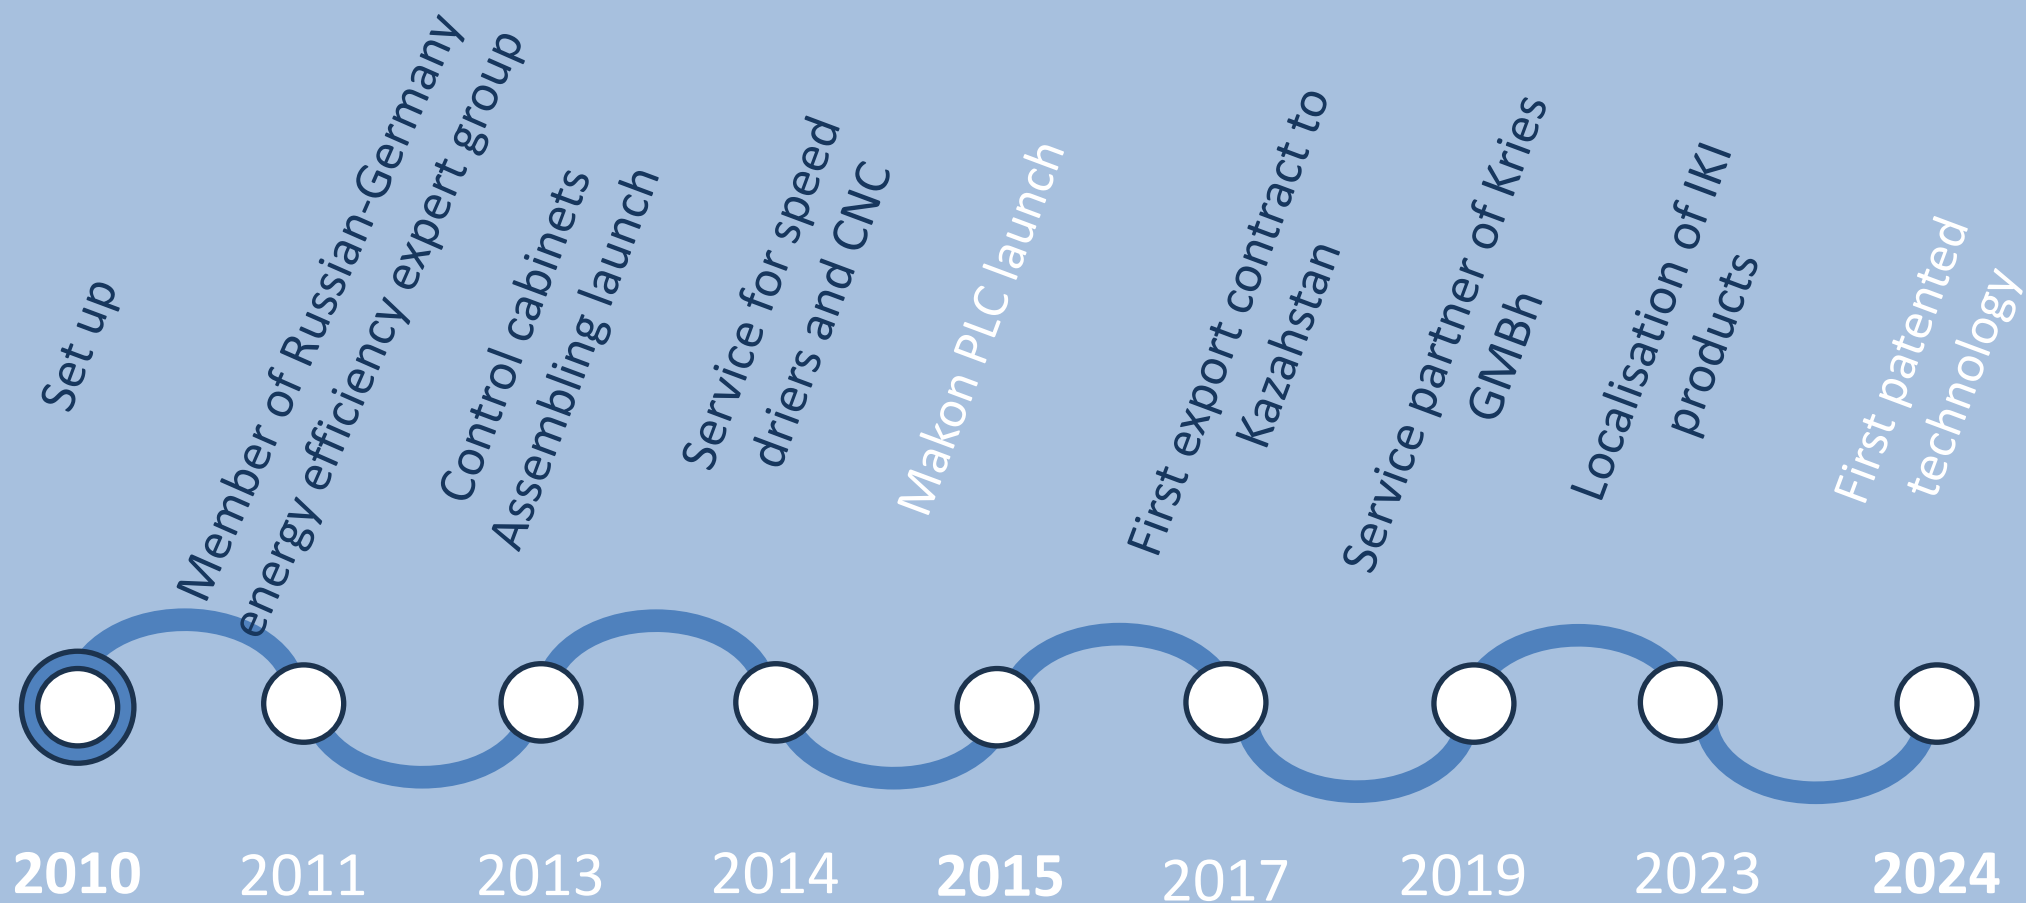 Set up
Member of Russian-Germany
energy efficiency expert group
Control cabinets
Assembling launch
Service for speed
driers and CNC
Makon PLC launch
First export contract to
Kazahstan
Service partner of Kries
GMBh
Localisation of IKI
products
First patented
technology
2010
2011
2013
2014
2015
2017
2019
2023
2024